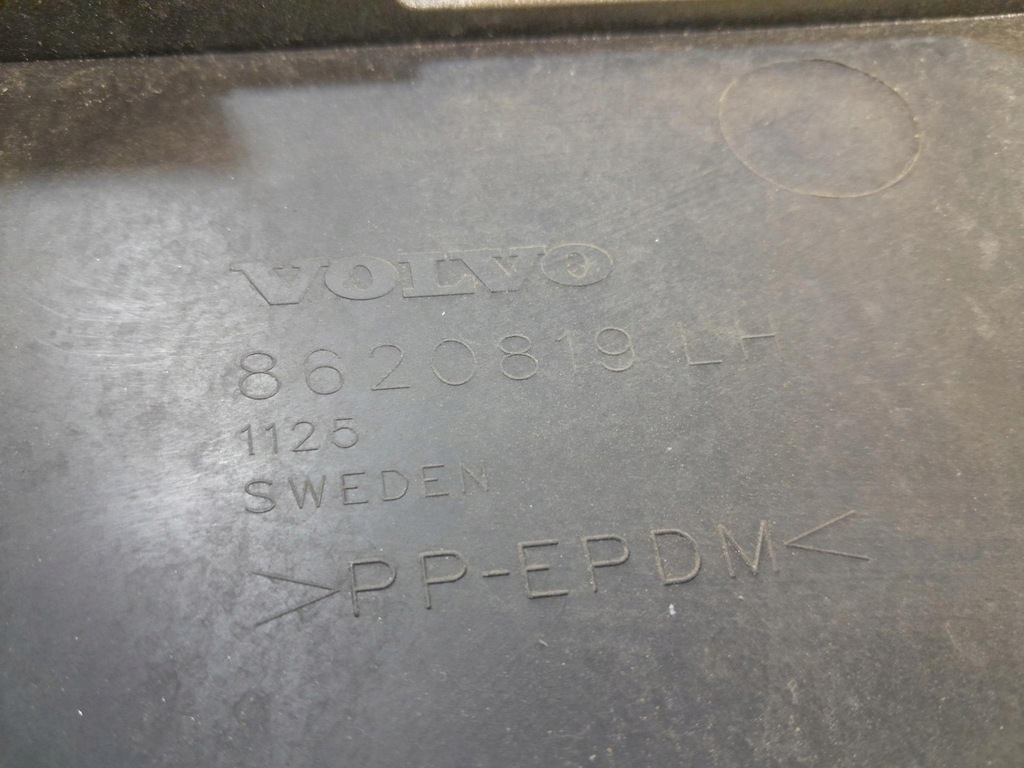 VOLVO
8620819 LH
1125
SWEDEN
>PP-EPDM<